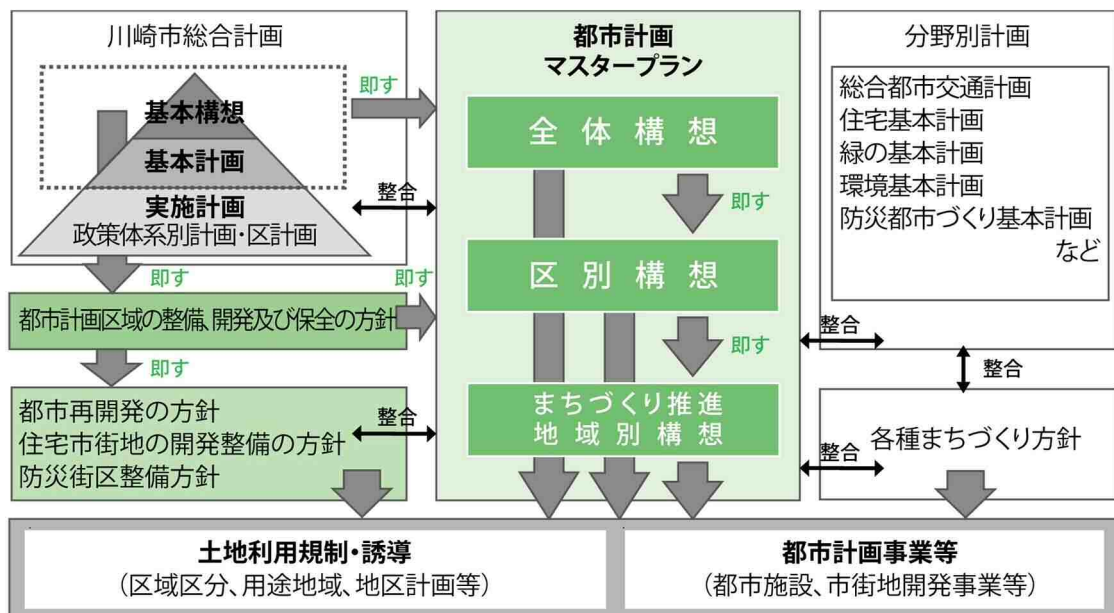 川崎市総合計画
基本構想
基本計画
実施計画
政策体系別計画・区計画
即す
整合
即す
即す
都市計画区域の整備、開発及び保全の方針
即す
都市再開発の方針
住宅市街地の開発整備の方針
防災街区整備方針
整合
都市計画
マスタープラン
全体構想
即す
区別構想
即す
まちづくり推進
地域別構想
分野別計画
総合都市交通計画
住宅基本計画
緑の基本計画
環境基本計画
防災都市づくり基本計画
など
整合
整合
整合
各種まちづくり方針
土地利用規制・誘導
（区域区分、用途地域、地区計画等）
都市計画事業等
（都市施設、市街地開発事業等）